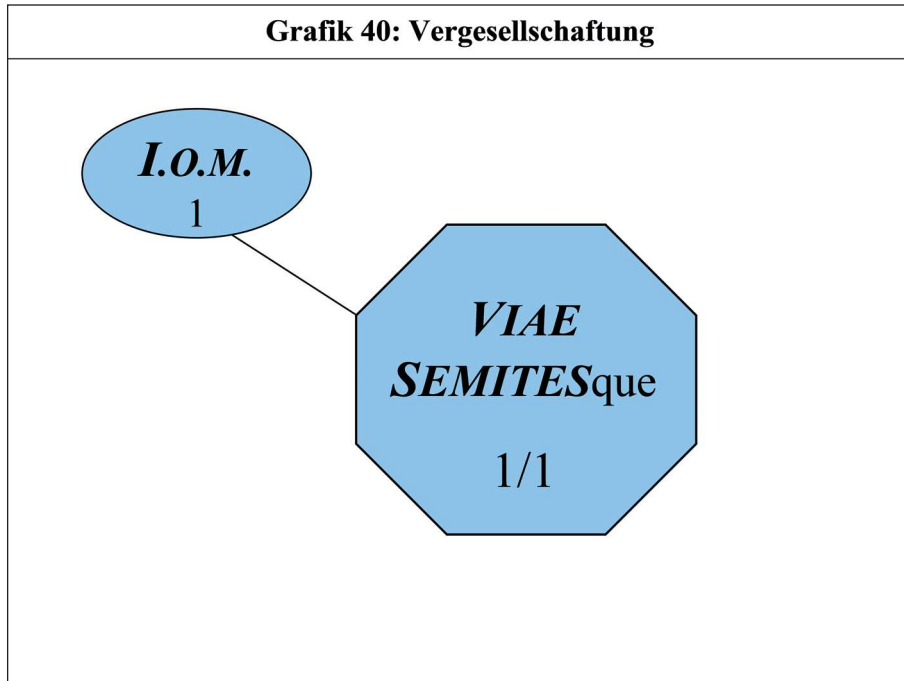 Grafik 40: Vergesellschaftung
I.O.M.
1
VIAE
SEMITESque
1/1